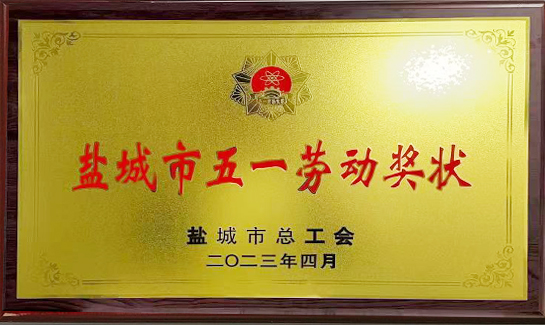 盐城市五一劳动奖状
盐城市总工会
二〇二三年四月